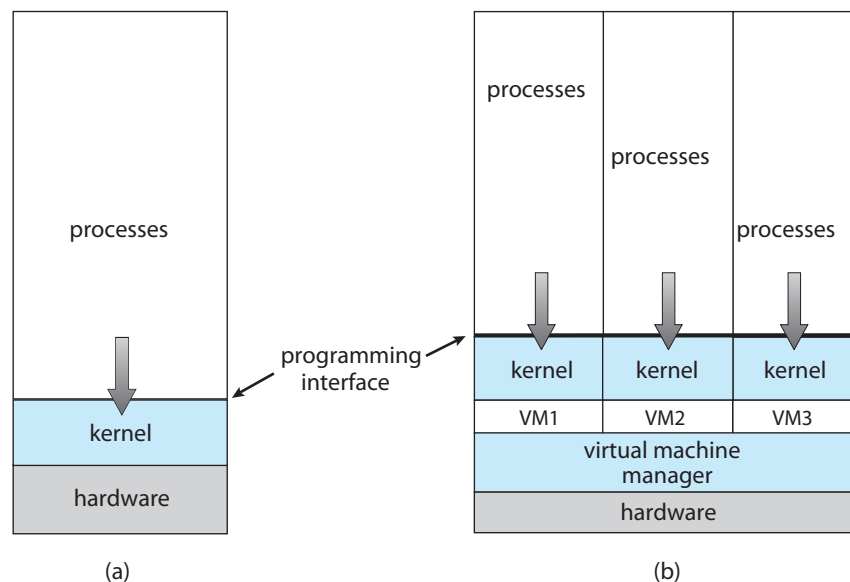 processes
programming
interface
kernel
hardware
(a)
processes
processes
processes
kernel kernel kernel
VM1 VM2 VM3
virtual machine
manager
hardware
(b)